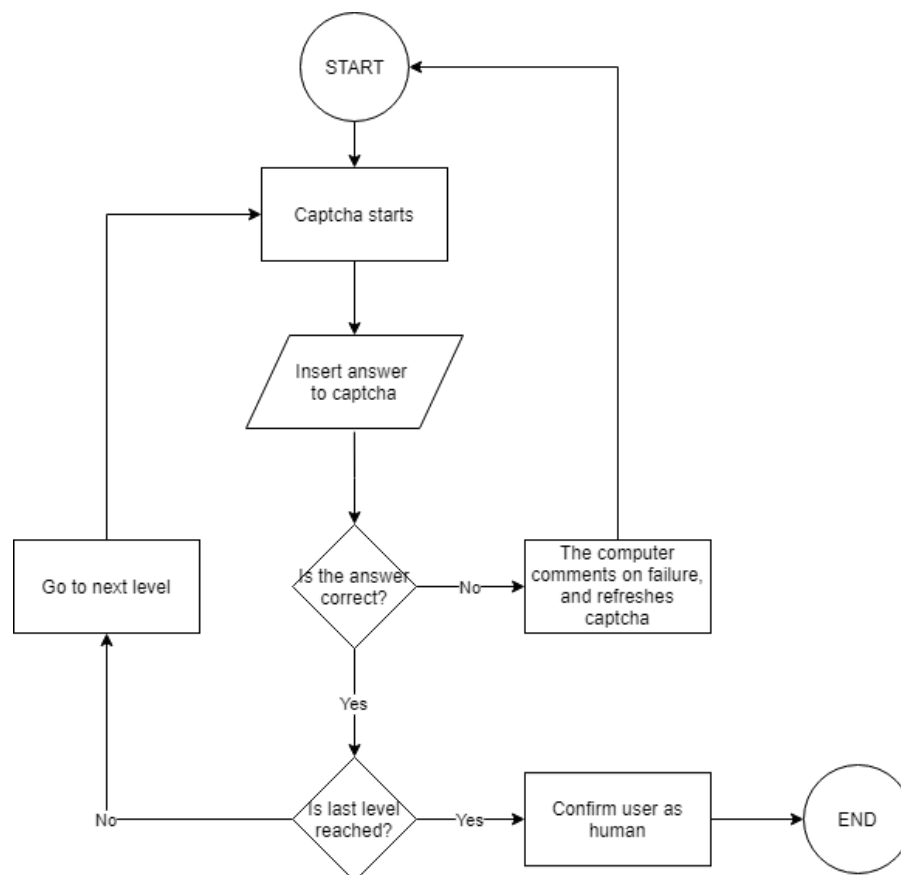 START
Captcha starts
Insert answer
to captcha
Is the answer
correct?
No
The computer
comments on failure,
and refreshes
captcha
Go to next level
Yes
Is last level
reached?
No
Yes
Confirm user as
human
END